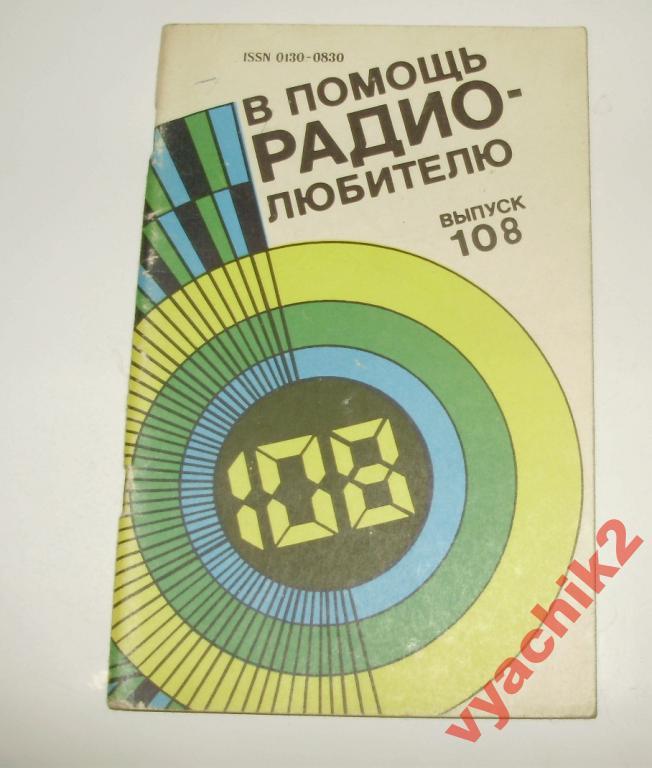 ISSN 0130-0830
В ПОМОЩЬ
РАДИО-
ЛЮБИТЕЛЮ
ВЫПУСК
108
108
vyachik2